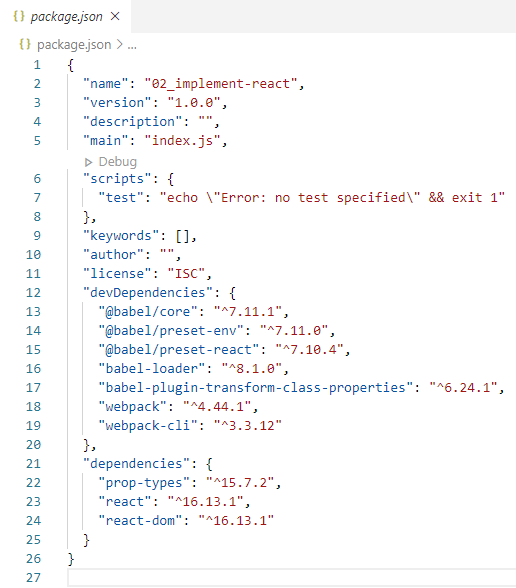 {} package.json ×
{} package.json > ...
1 {
2 "name": "02_implement-react",
3 "version": "1.0.0",
4 "description": "",
5 "main": "index.js",
▷ Debug
6 "scripts": {
7 "test": "echo \"Error: no test specified\" && exit 1"
8 },
9 "keywords": [],
10 "author": "",
11 "license": "ISC",
12 "devDependencies": {
13 "@babel/core": "^7.11.1",
14 "@babel/preset-env": "^7.11.0",
15 "@babel/preset-react": "^7.10.4",
16 "babel-loader": "^8.1.0",
17 "babel-plugin-transform-class-properties": "^6.24.1",
18 "webpack": "^4.44.1",
19 "webpack-cli": "^3.3.12"
20 },
21 "dependencies": {
22 "prop-types": "^15.7.2",
23 "react": "^16.13.1",
24 "react-dom": "^16.13.1"
25 }
26 }
27